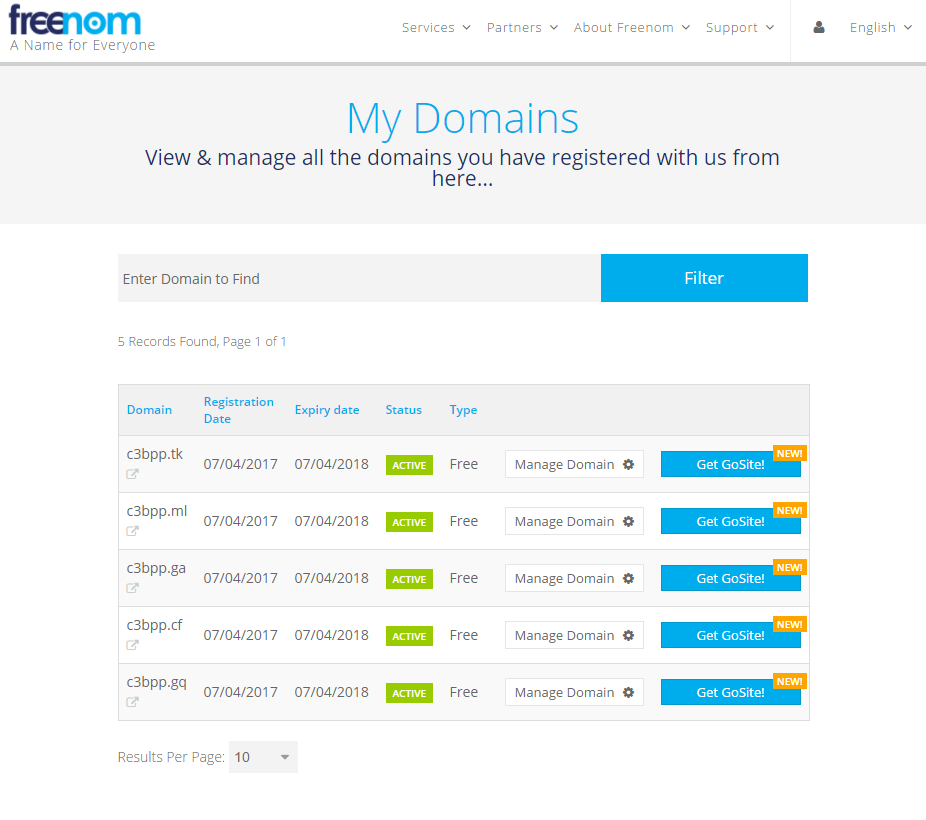 freenom
A Name for Everyone
Services Partners About Freenom Support English
My Domains
View & manage all the domains you have registered with us from
here...
Enter Domain to Find Filter
5 Records Found, Page 1 of 1
Domain Registration Date Expiry date Status Type
c3bpp.tk 07/04/2017 07/04/2018 ACTIVE Free Manage Domain Get GoSite! NEW!
c3bpp.ml 07/04/2017 07/04/2018 ACTIVE Free Manage Domain Get GoSite! NEW!
c3bpp.ga 07/04/2017 07/04/2018 ACTIVE Free Manage Domain Get GoSite! NEW!
c3bpp.cf 07/04/2017 07/04/2018 ACTIVE Free Manage Domain Get GoSite! NEW!
c3bpp.gq 07/04/2017 07/04/2018 ACTIVE Free Manage Domain Get GoSite! NEW!
Results Per Page: 10